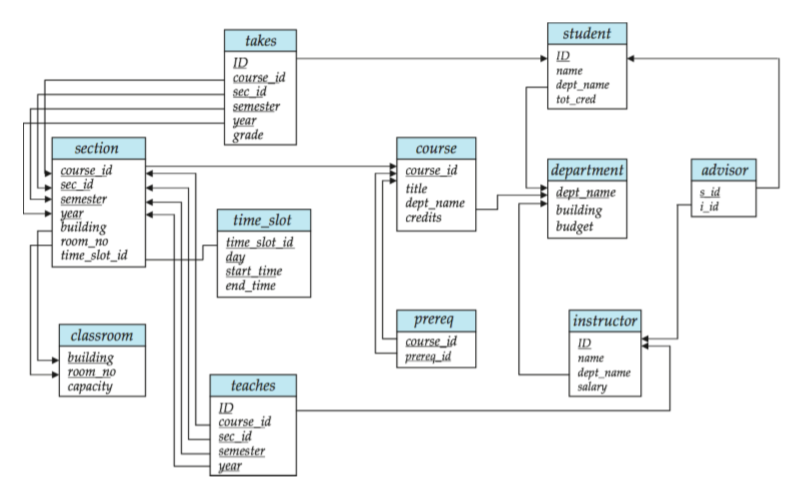 takes
ID
course_id
sec_id
semester
year
grade
student
ID
name
dept_name
tot_cred
section
course_id
sec_id
semester
year
building
room_no
time_slot_id
course
course_id
title
dept_name
credits
department
dept_name
building
budget
advisor
s_id
i_id
time_slot
time_slot_id
day
start_time
end_time
prereq
course_id
prereq_id
instructor
ID
name
dept_name
salary
classroom
building
room_no
capacity
teaches
ID
course_id
sec_id
semester
year